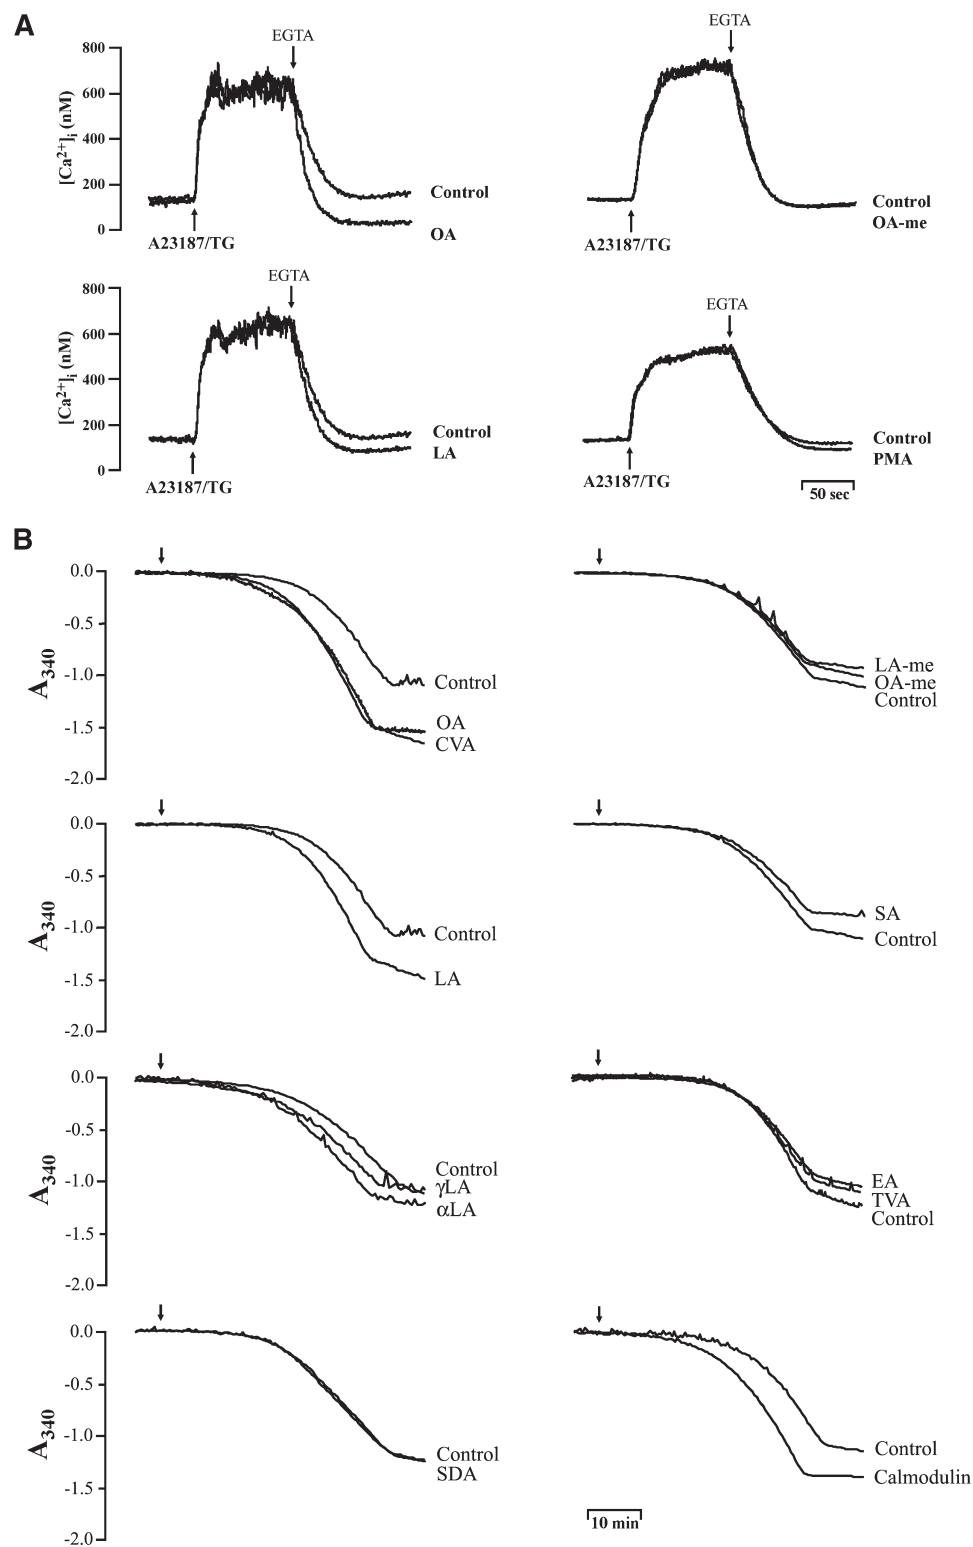 A
EGTA
800
600
400
200
0
[Ca2+]i (nM)
A23187/TG
Control
OA
EGTA
A23187/TG
Control
OA-me
EGTA
800
600
400
200
0
[Ca2+]i (nM)
A23187/TG
Control
LA
EGTA
A23187/TG
Control
PMA
50 sec
B
0.0
-0.5
-1.0
-1.5
-2.0
A340
Control
OA
CVA
LA-me
OA-me
Control
0.0
-0.5
-1.0
-1.5
-2.0
A340
Control
LA
SA
Control
0.0
-0.5
-1.0
-1.5
-2.0
A340
Control
γLA
αLA
EA
TVA
Control
0.0
-0.5
-1.0
-1.5
-2.0
A340
Control
SDA
Control
Calmodulin
10 min